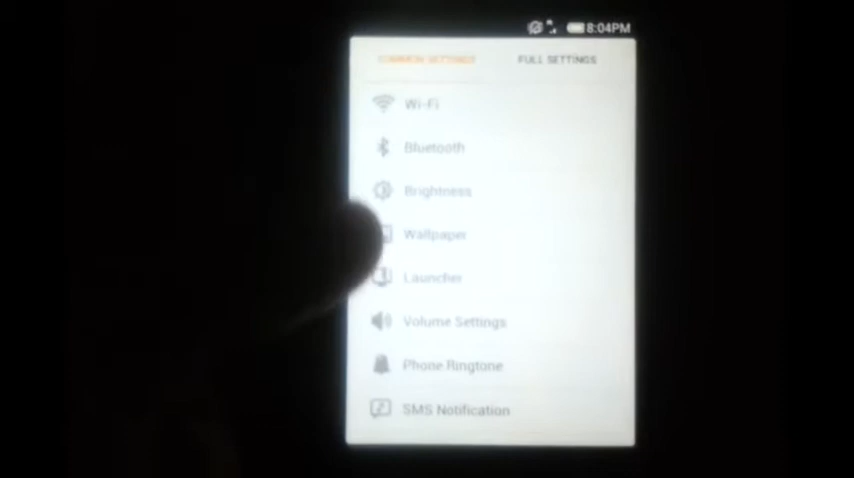 8:04PM
COMMON SETTINGS FULL SETTINGS
Wi-Fi
Bluetooth
Brightness
Wallpaper
Launcher
Volume Settings
Phone Ringtone
SMS Notification